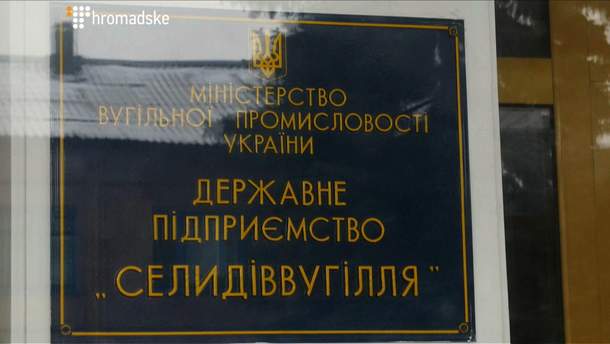 hromadske
МІНІСТЕРСТВО
ВУГІЛЬНОЇ ПРОМИСЛОВОСТІ
УКРАЇНИ
ДЕРЖАВНЕ
ПІДПРИЄМСТВО
„СЕЛИДІВВУГІЛЛЯ"